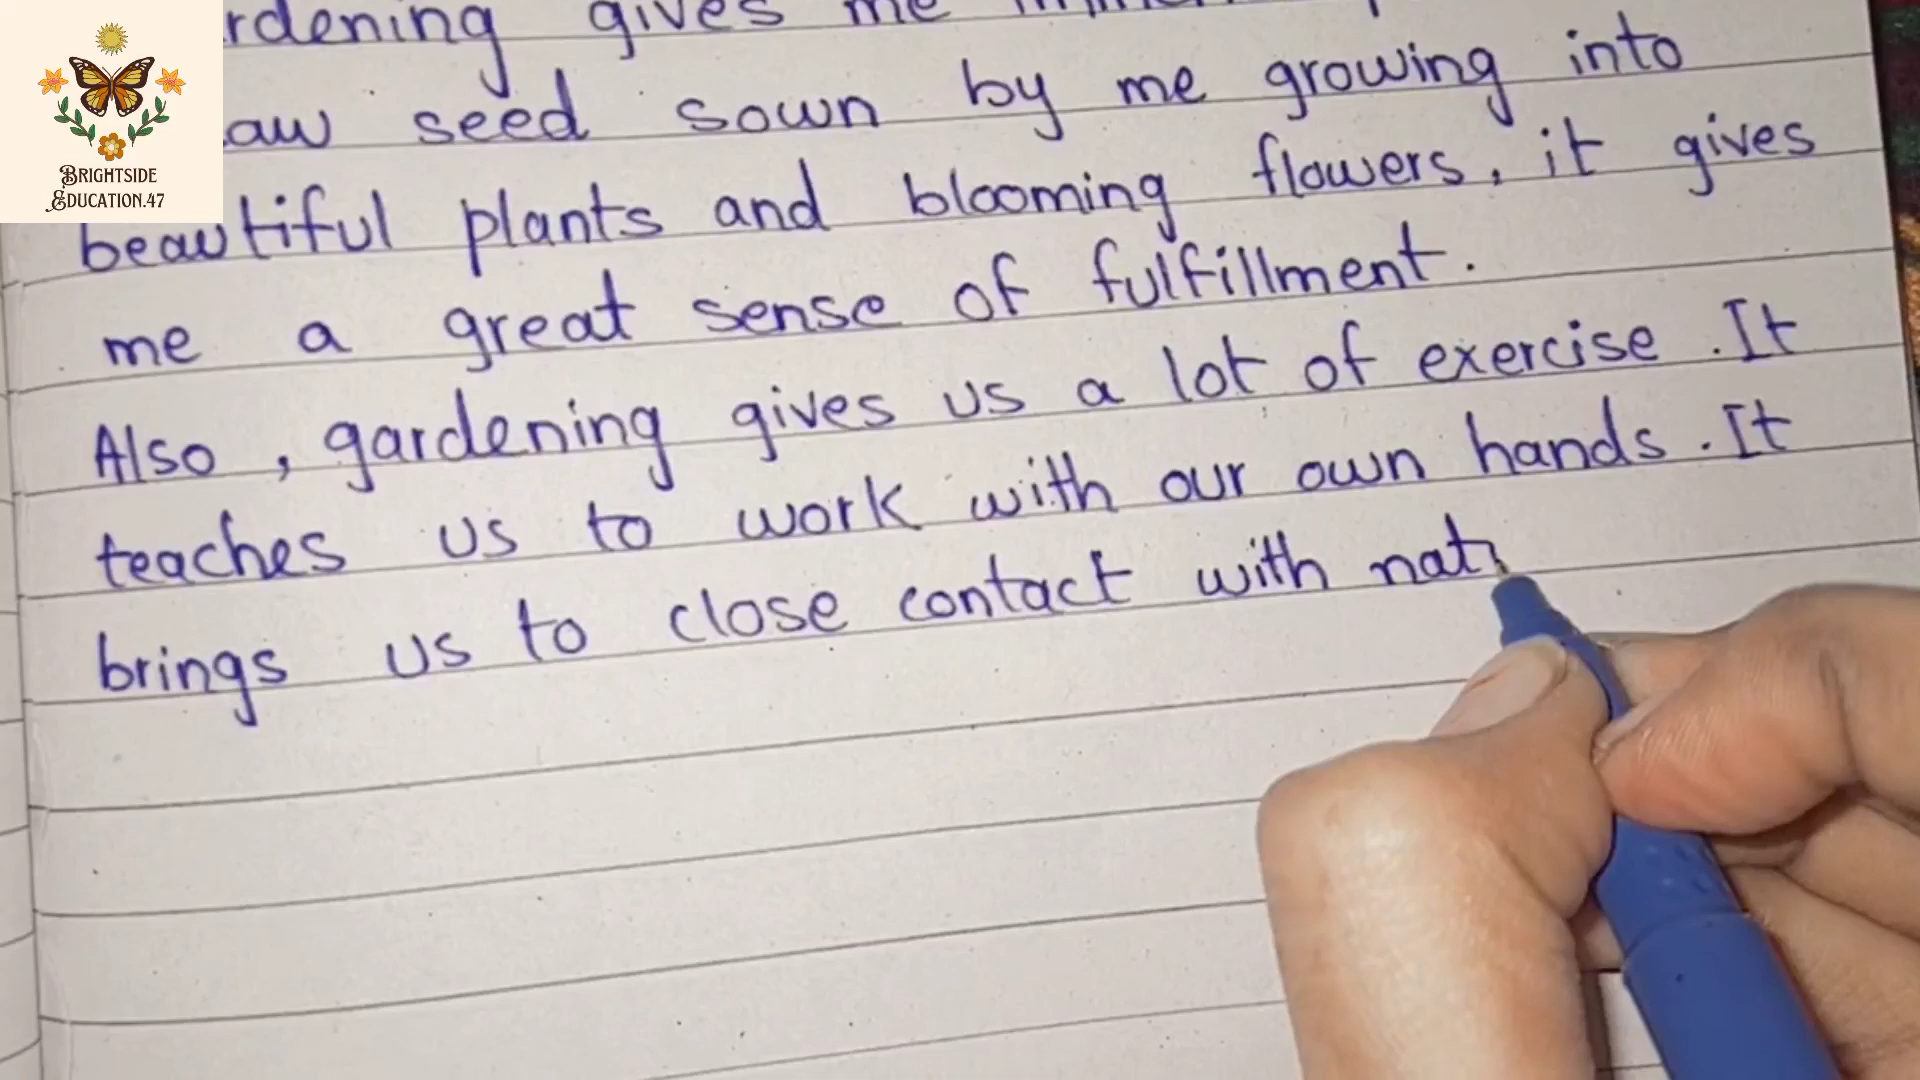 BRIGHTSIDE
EDUCATION.47
rdening gives me
aw seed sown by me growing into
beautiful plants and blooming flowers, it gives
me a great sense of fulfillment.
Also, gardening gives us a lot of exercise. It
teaches us to work with our own hands. It
brings us to close contact with nat